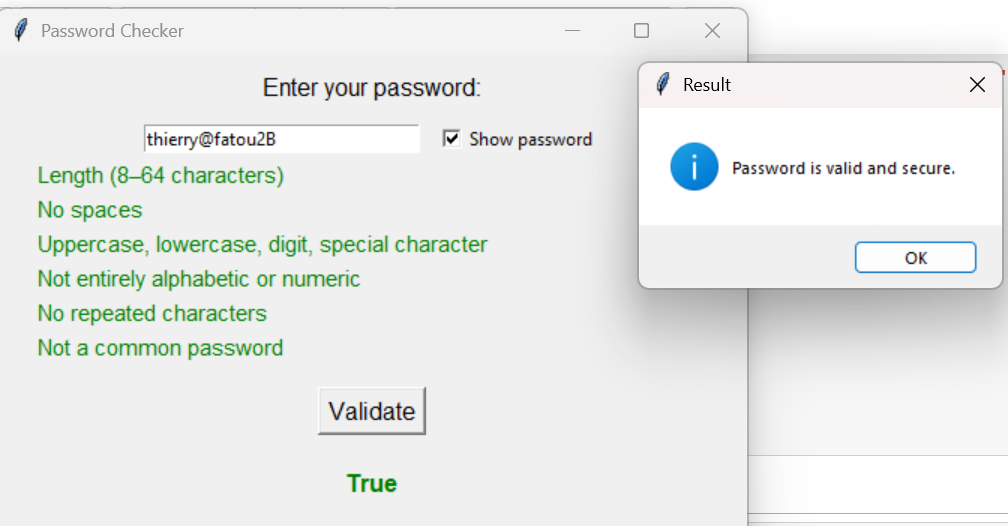 Password Checker
Enter your password:
thierry@fatou2B
Show password
Length (8–64 characters)
No spaces
Uppercase, lowercase, digit, special character
Not entirely alphabetic or numeric
No repeated characters
Not a common password
Validate
True
Result
Password is valid and secure.
OK